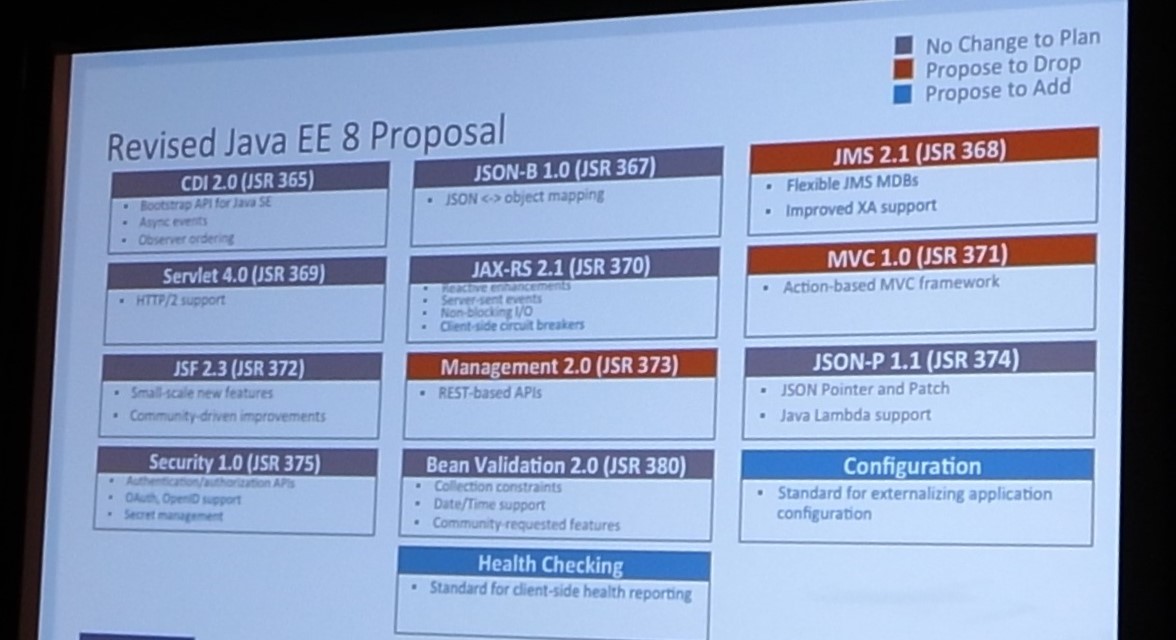 No Change to Plan
Propose to Drop
Propose to Add
Revised Java EE 8 Proposal
CDI 2.0 (JSR 365)
• Bootstrap API for Java SE
• Async events
• Observer ordering
JSON-B 1.0 (JSR 367)
• JSON <-> object mapping
JMS 2.1 (JSR 368)
• Flexible JMS MDBs
• Improved XA support
Servlet 4.0 (JSR 369)
• HTTP/2 support
JAX-RS 2.1 (JSR 370)
• Reactive enhancements
• Server-sent events
• Non-blocking I/O
• Client-side circuit breakers
MVC 1.0 (JSR 371)
• Action-based MVC framework
JSF 2.3 (JSR 372)
• Small-scale new features
• Community-driven improvements
Management 2.0 (JSR 373)
• REST-based APIs
JSON-P 1.1 (JSR 374)
• JSON Pointer and Patch
• Java Lambda support
Security 1.0 (JSR 375)
• Authentication/authorization APIs
• OAuth, OpenID support
• Secret management
Bean Validation 2.0 (JSR 380)
• Collection constraints
• Date/Time support
• Community-requested features
Configuration
• Standard for externalizing application
configuration
Health Checking
• Standard for client-side health reporting